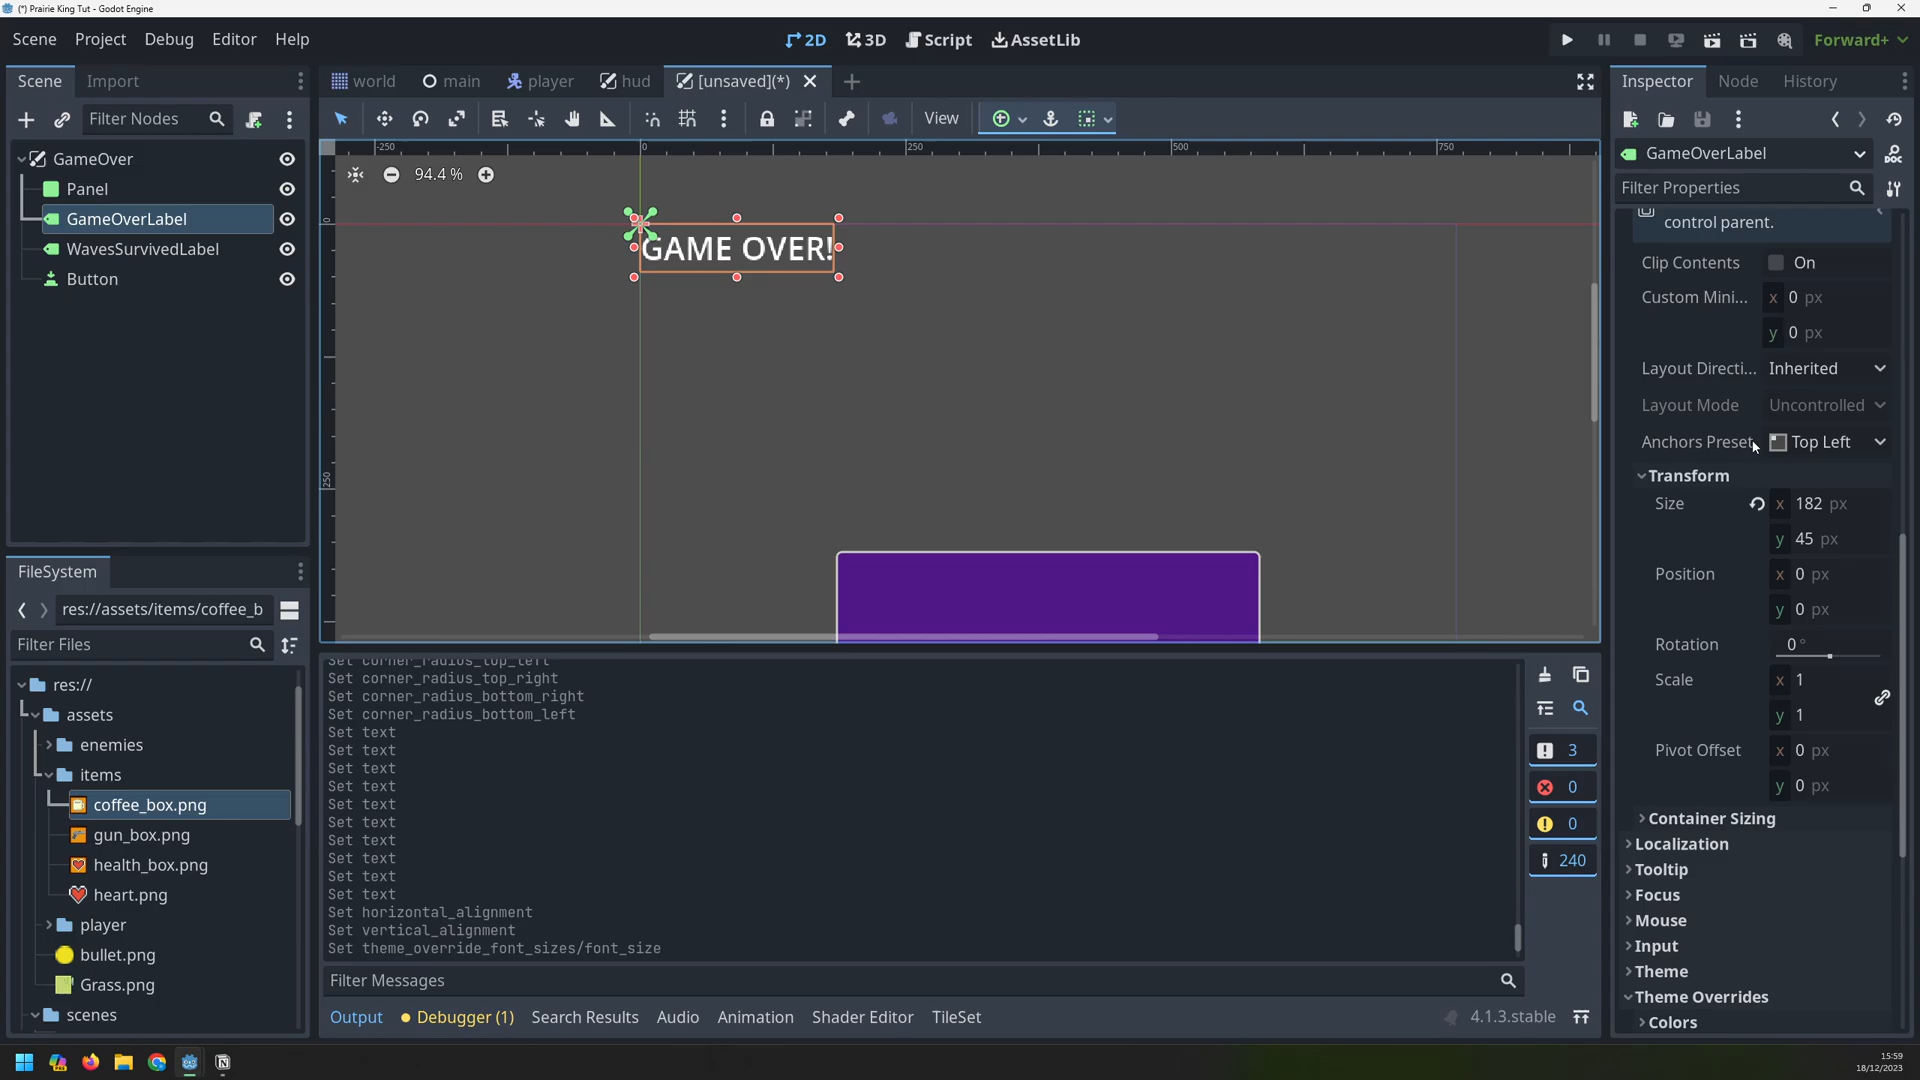 (*) Prairie King Tut - Godot Engine
Scene Project Debug Editor Help
2D 3D Script AssetLib
Forward+
Scene Import
world main player hud [unsaved](*)
Inspector Node History
Filter Nodes
View
GameOverLabel
Filter Properties
GameOver
Panel
GameOverLabel
WavesSurvivedLabel
Button
-250 0 250 500 750
94.4 %
0
250
GAME OVER!
control parent.
Clip Contents On
Custom Mini... x 0 px
y 0 px
Layout Directi... Inherited
Layout Mode Uncontrolled
Anchors Preset Top Left
Transform
Size x 182 px
y 45 px
Position x 0 px
y 0 px
Rotation 0 °
Scale x 1
y 1
Pivot Offset x 0 px
y 0 px
Container Sizing
Localization
Tooltip
Focus
Mouse
Input
Theme
Theme Overrides
Colors
FileSystem
res://assets/items/coffee_b
Filter Files
res://
assets
enemies
items
coffee_box.png
gun_box.png
health_box.png
heart.png
player
bullet.png
Grass.png
scenes
Set corner_radius_top_left
Set corner_radius_top_right
Set corner_radius_bottom_right
Set corner_radius_bottom_left
Set text
Set text
Set text
Set text
Set text
Set text
Set text
Set text
Set text
Set text
Set horizontal_alignment
Set vertical_alignment
Set theme_override_font_sizes/font_size
3
0
0
240
Filter Messages
Output Debugger (1) Search Results Audio Animation Shader Editor TileSet
4.1.3.stable
15:59
18/12/2023